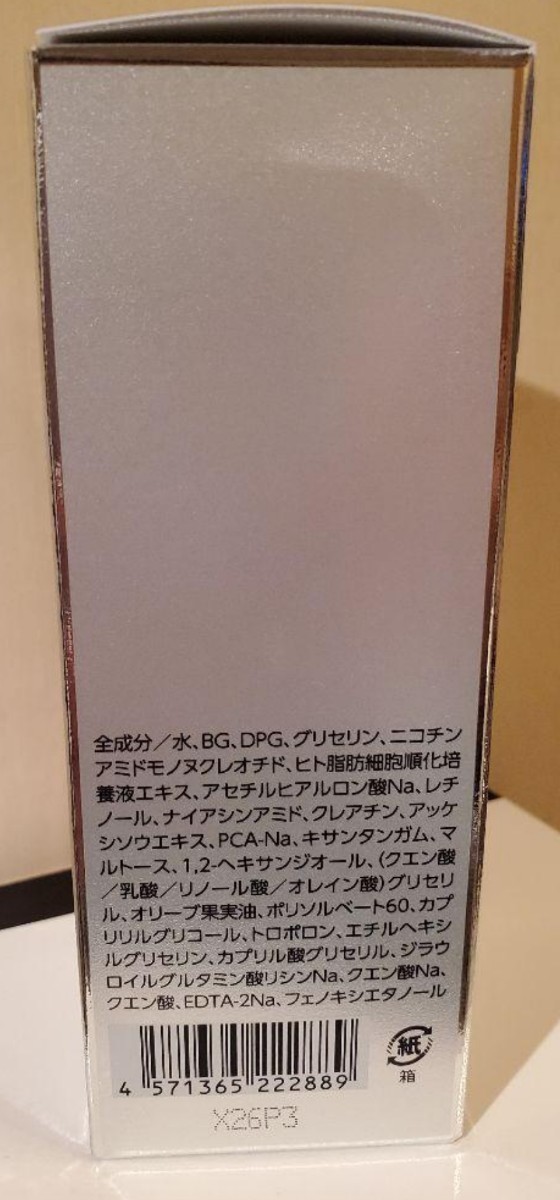 全成分／水、BG、DPG、グリセリン、ニコチン
アミドモノヌクレオチド、ヒト脂肪細胞順化培
養液エキス、アセチルヒアルロン酸Na、レチ
ノール、ナイアシンアミド、クレアチン、アッケ
シソウエキス、PCA-Na、キサンタンガム、マ
ルトース、1,2-ヘキサンジオール、(クエン酸
／乳酸／リノール酸／オレイン酸)グリセリ
ル、オリーブ果実油、ポリソルベート60、カプ
リリルグリコール、トロポロン、エチルヘキシ
ルグリセリン、カプリル酸グリセリル、ジラウ
ロイルグルタミン酸リシンNa、クエン酸Na、
クエン酸、EDTA-2Na、フェノキシエタノール
4 571365 222889
紙
箱
X26P3